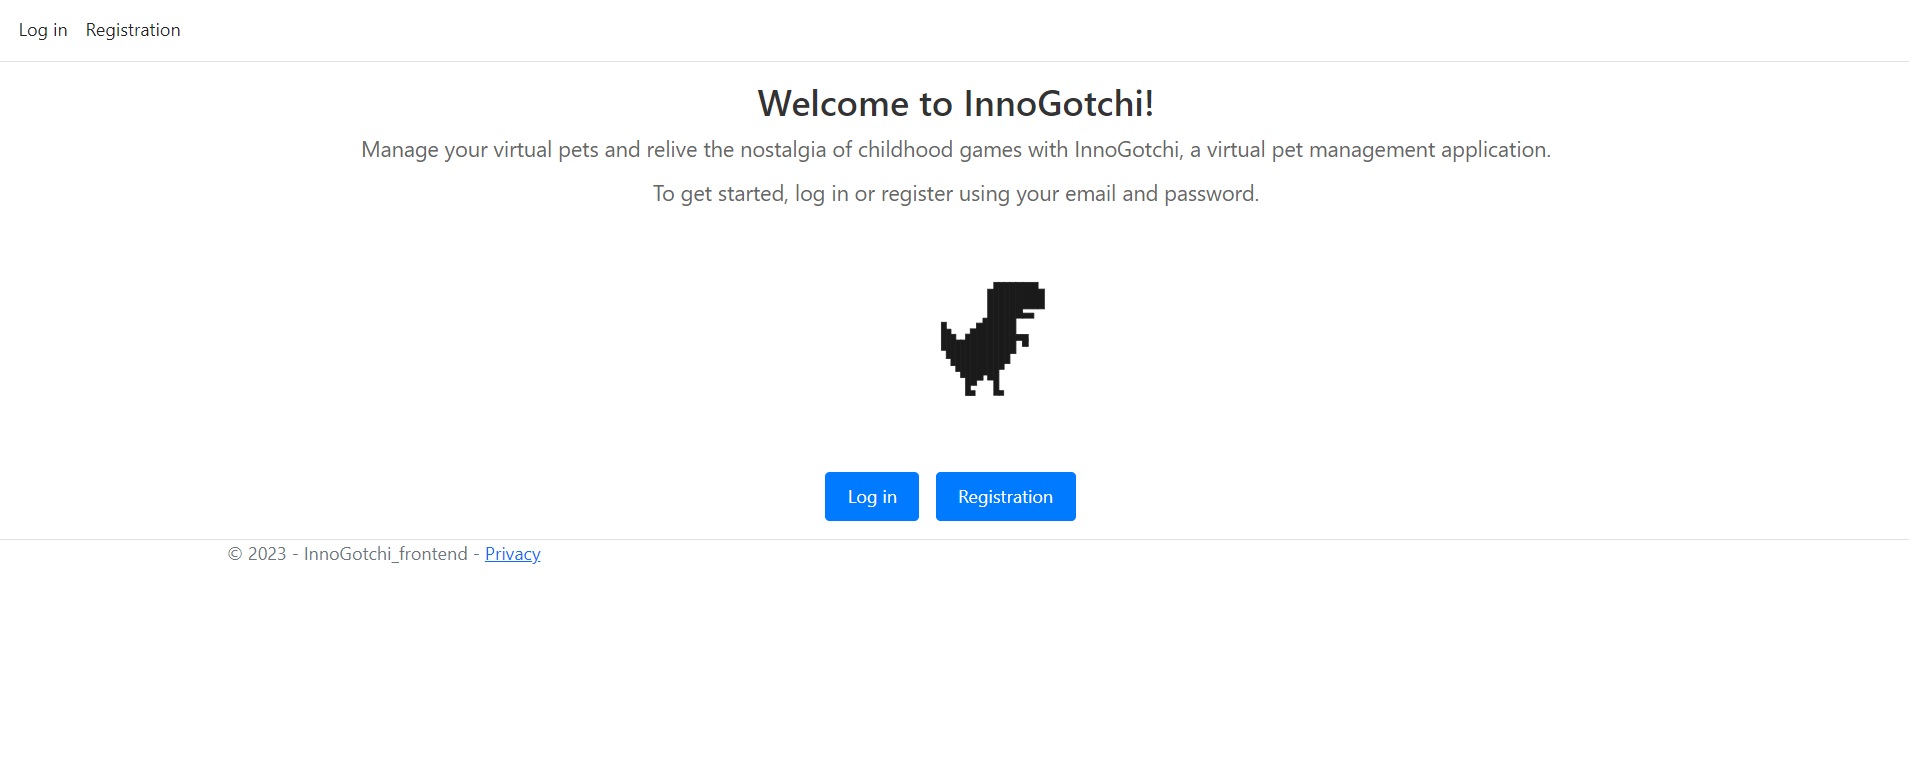 Log in Registration
Welcome to InnoGotchi!
Manage your virtual pets and relive the nostalgia of childhood games with InnoGotchi, a virtual pet management application.
To get started, log in or register using your email and password.
Log in Registration
© 2023 - InnoGotchi_frontend - Privacy